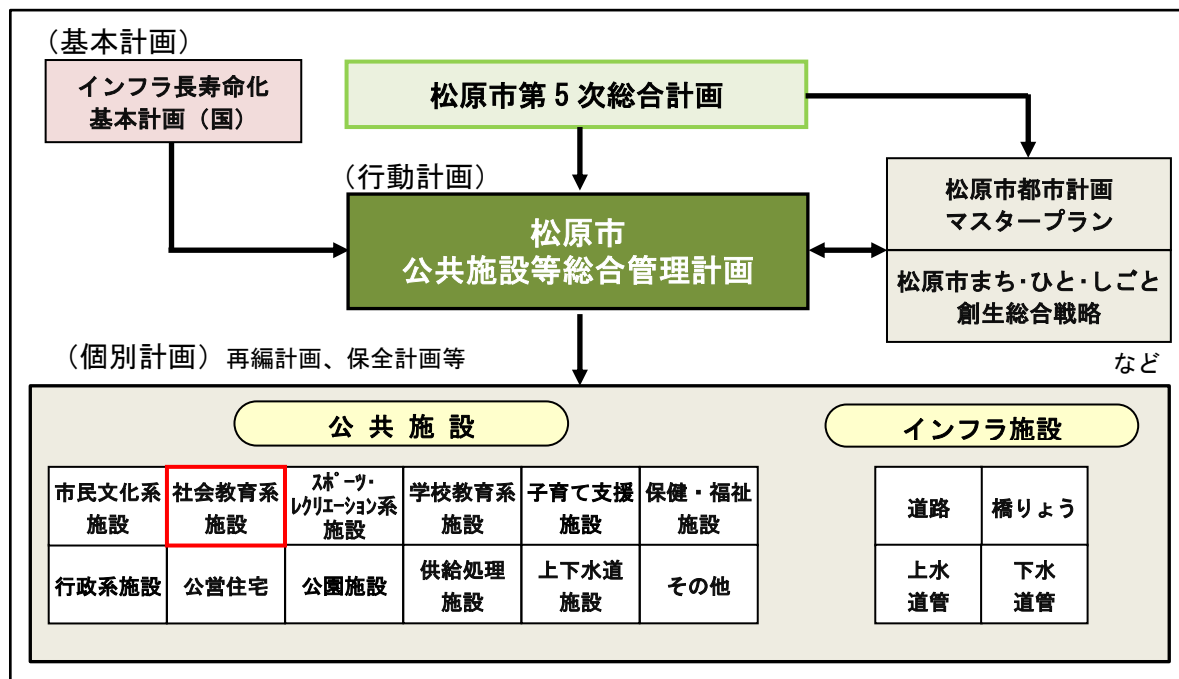 （基本計画）
インフラ長寿命化
基本計画（国）
松原市第５次総合計画
（行動計画）
松原市
公共施設等総合管理計画
松原市都市計画
マスタープラン
松原市まち・ひと・しごと
創生総合戦略
など
（個別計画）再編計画、保全計画等
公 共 施 設
市民文化系
施設
社会教育系
施設
ｽﾎﾟｰﾂ・
ﾚｸﾘｴｰｼｮﾝ系
施設
学校教育系
施設
子育て支援
施設
保健・福祉
施設
行政系施設
公営住宅
公園施設
供給処理
施設
上下水道
施設
その他
インフラ施設
道路
橋りょう
上水
道管
下水
道管